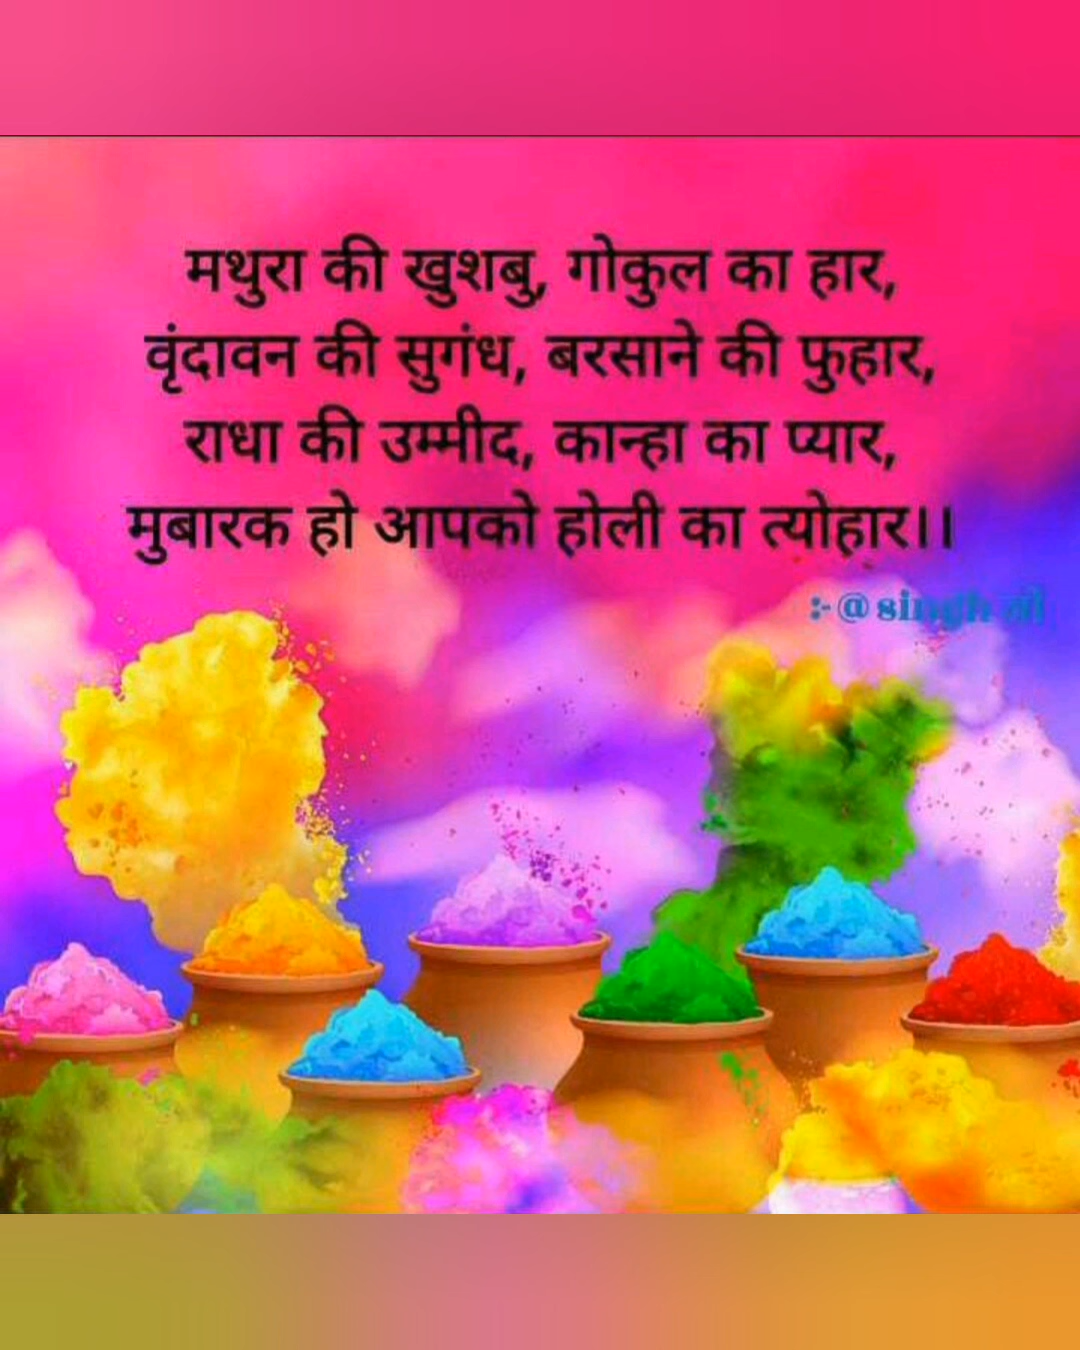 मथुरा की खुशबु, गोकुल का हार,
वृंदावन की सुगंध, बरसाने की फुहार,
राधा की उम्मीद, कान्हा का प्यार,
मुबारक हो आपको होली का त्योहार।।
:-@singh जी